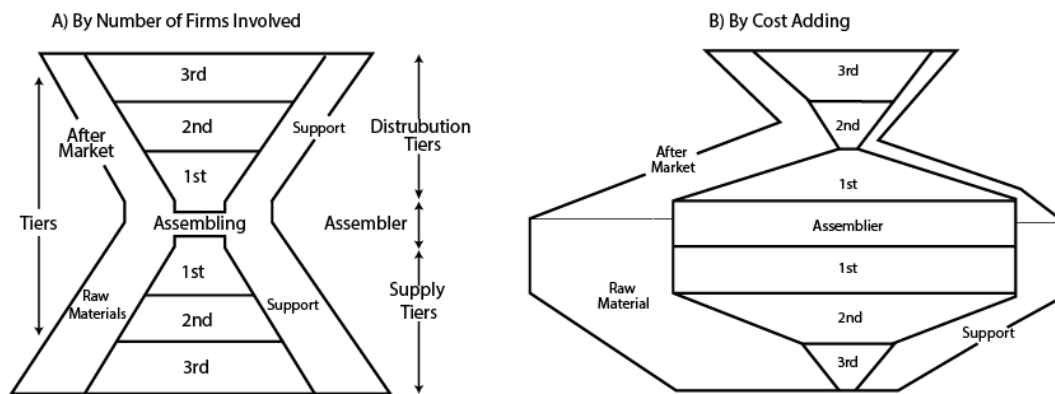 A) By Number of Firms Involved
3rd
2nd
1st
After
Market
Support
Distrubution
Tiers
Tiers
Assembling
Assembler
1st
2nd
3rd
Raw
Materials
Support
Supply
Tiers
B) By Cost Adding
3rd
2nd
After
Market
1st
Assemblier
1st
Raw
Material
2nd
Support
3rd